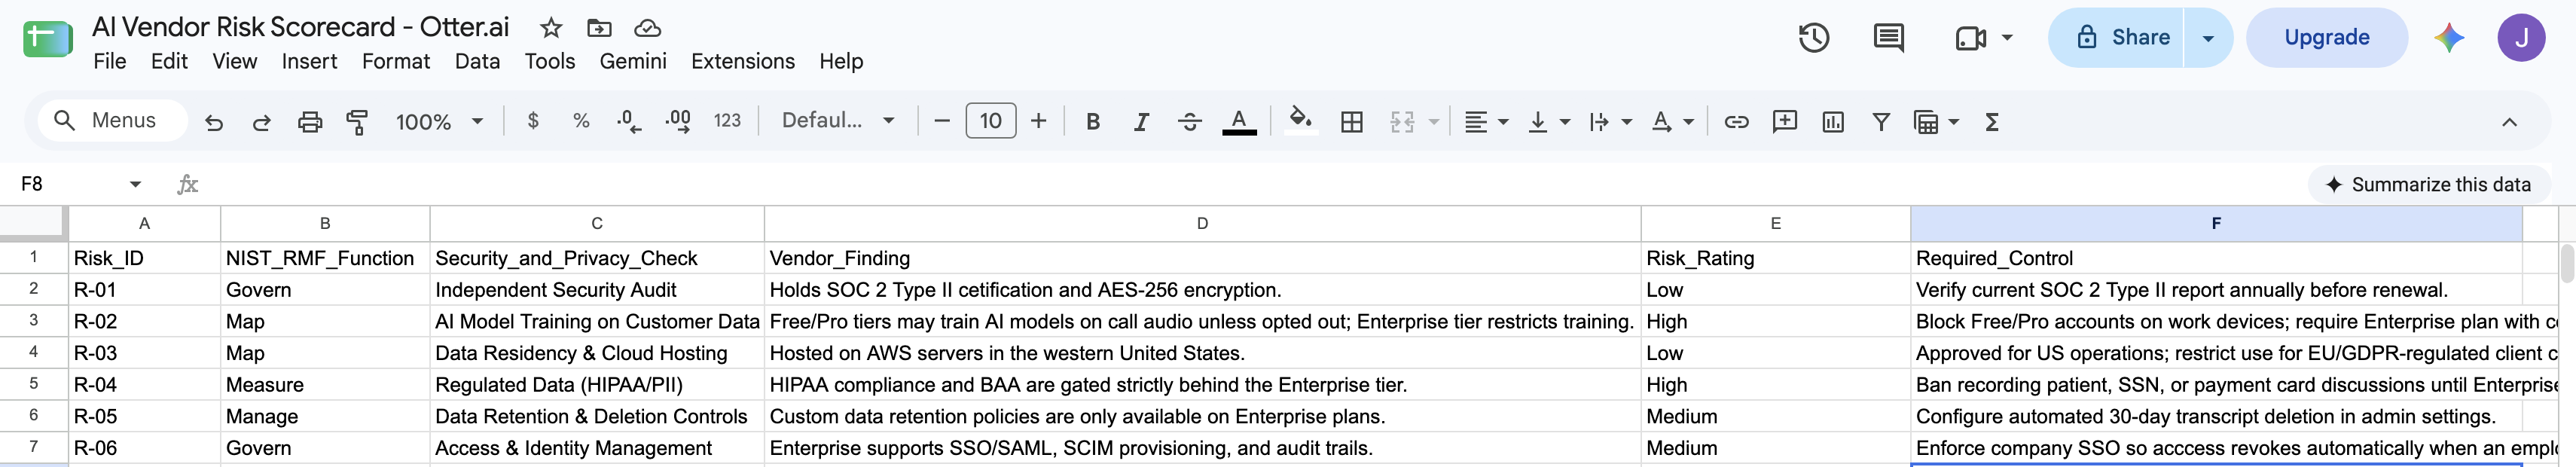 AI Vendor Risk Scorecard - Otter.ai
File Edit View Insert Format Data Tools Gemini Extensions Help
Share
Upgrade
J
Menus
100%
$ % .0 .00 123
Defaul...
10
B I A
F8
fx
Summarize this data
A B C D E F
1 Risk_ID NIST_RMF_Function Security_and_Privacy_Check Vendor_Finding Risk_Rating Required_Control
2 R-01 Govern Independent Security Audit Holds SOC 2 Type II cetification and AES-256 encryption. Low Verify current SOC 2 Type II report annually before renewal.
3 R-02 Map AI Model Training on Customer Data Free/Pro tiers may train AI models on call audio unless opted out; Enterprise tier restricts training. High Block Free/Pro accounts on work devices; require Enterprise plan with
4 R-03 Map Data Residency & Cloud Hosting Hosted on AWS servers in the western United States. Low Approved for US operations; restrict use for EU/GDPR-regulated client
5 R-04 Measure Regulated Data (HIPAA/PII) HIPAA compliance and BAA are gated strictly behind the Enterprise tier. High Ban recording patient, SSN, or payment card discussions until Enterprise
6 R-05 Manage Data Retention & Deletion Controls Custom data retention policies are only available on Enterprise plans. Medium Configure automated 30-day transcript deletion in admin settings.
7 R-06 Govern Access & Identity Management Enterprise supports SSO/SAML, SCIM provisioning, and audit trails. Medium Enforce company SSO so acccess revokes automatically when an